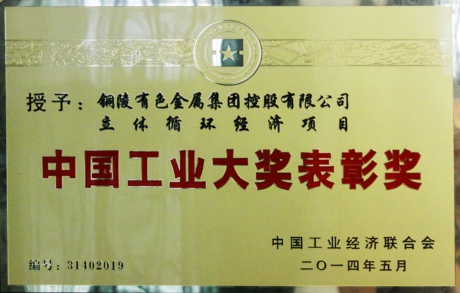 授予：铜陵有色金属集团控股有限公司
立体循环经济项目
中国工业大奖表彰奖
中国工业经济联合会
编号：31402019
二〇一四年五月